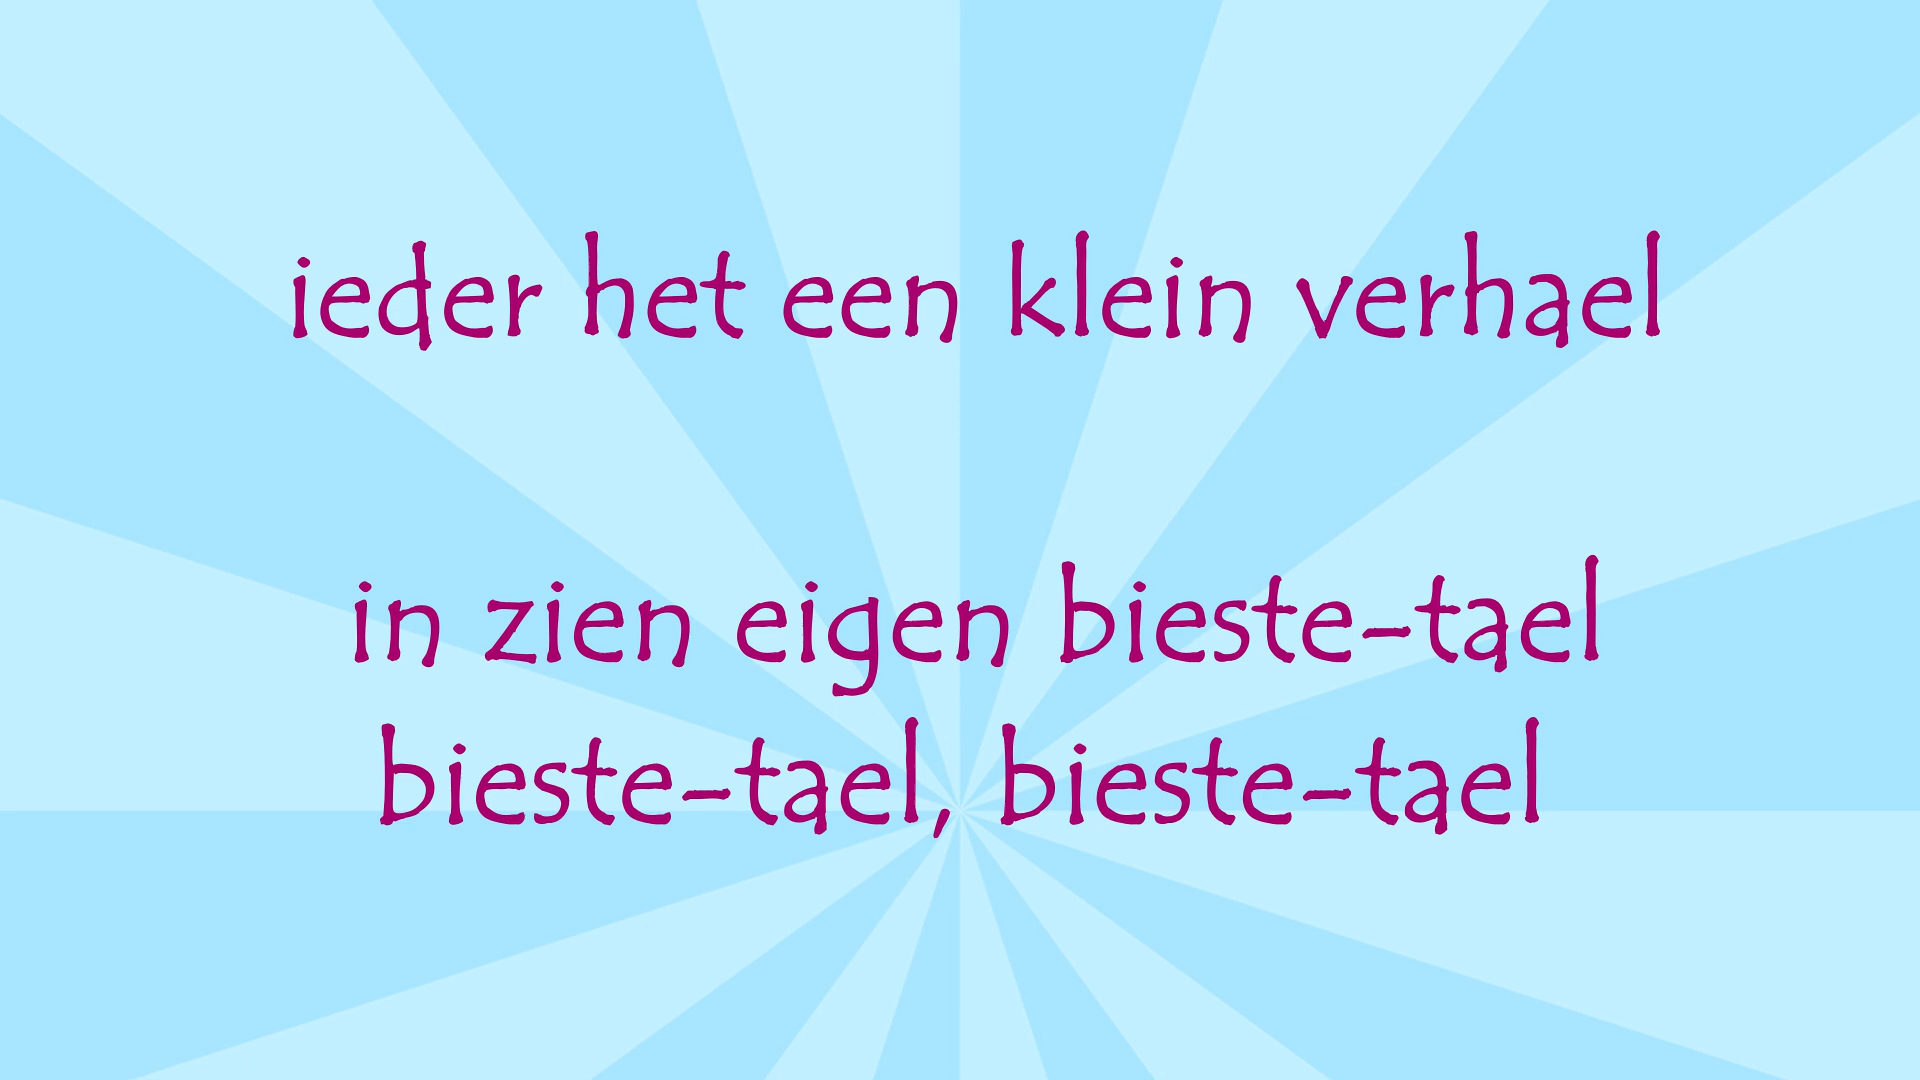 ieder het een klein verhael
in zien eigen bieste-tael
bieste-tael, bieste-tael